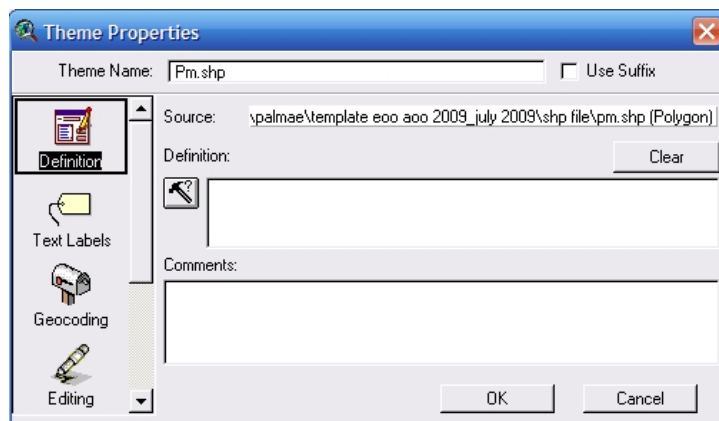 Theme Properties
Theme Name: Pm.shp Use Suffix
Definition
Text Labels
Geocoding
Editing
Source: \palmae\template eoo aoo 2009_july 2009\shp file\pm.shp (Polygon)
Definition: Clear
Comments:
OK Cancel